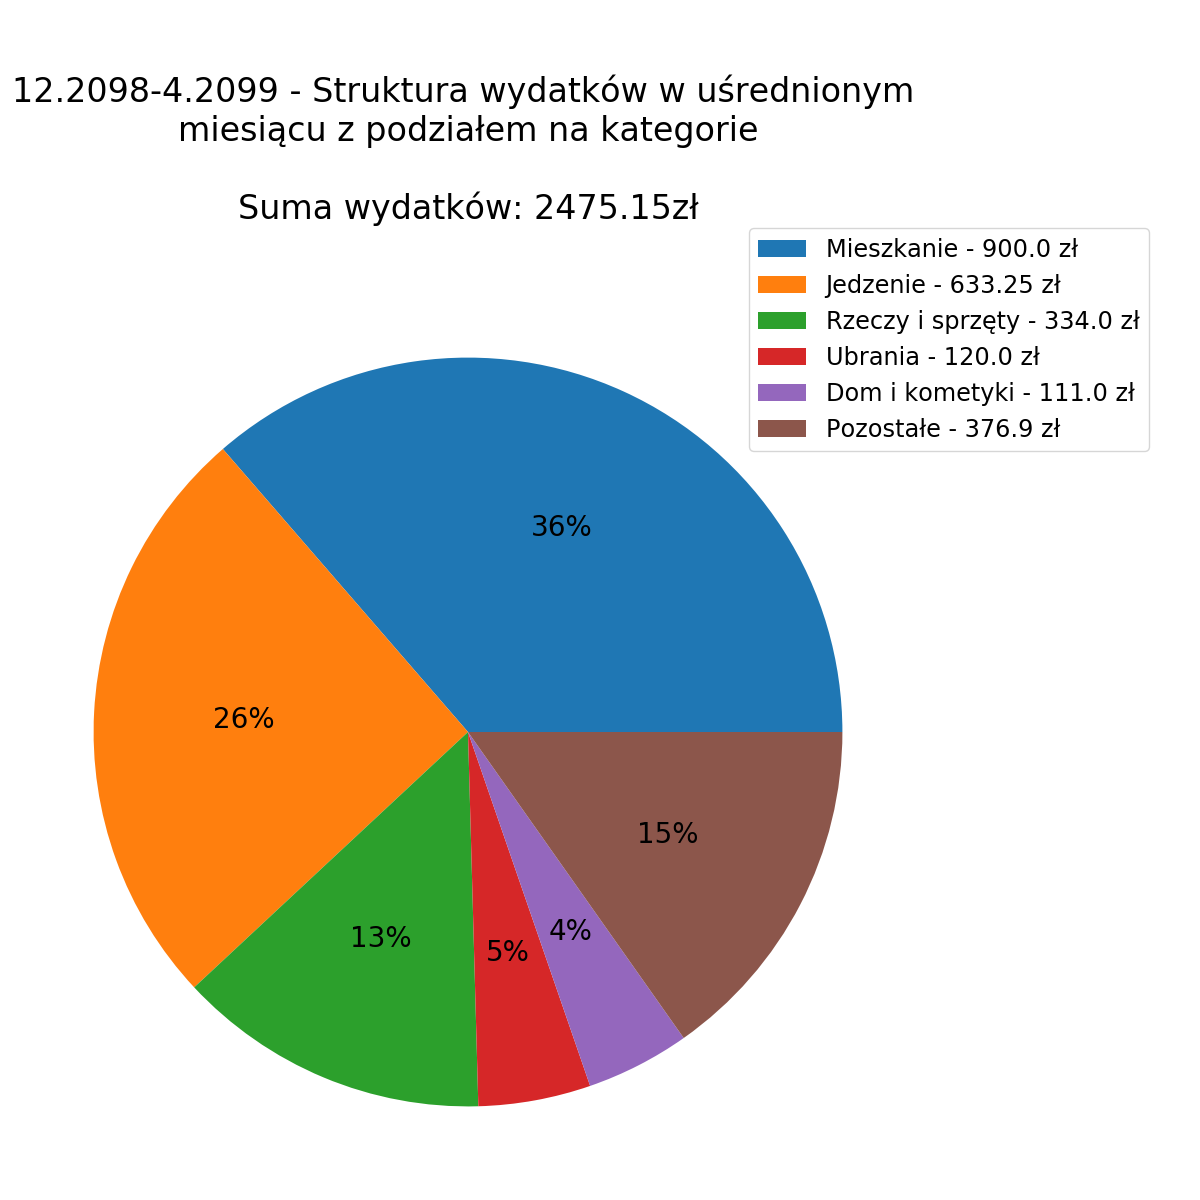 12.2098-4.2099 - Struktura wydatków w uśrednionym
miesiącu z podziałem na kategorie
Suma wydatków: 2475.15zł
Mieszkanie - 900.0 zł
Jedzenie - 633.25 zł
Rzeczy i sprzęty - 334.0 zł
Ubrania - 120.0 zł
Dom i kometyki - 111.0 zł
Pozostałe - 376.9 zł
36%
26%
15%
13%
4%
5%